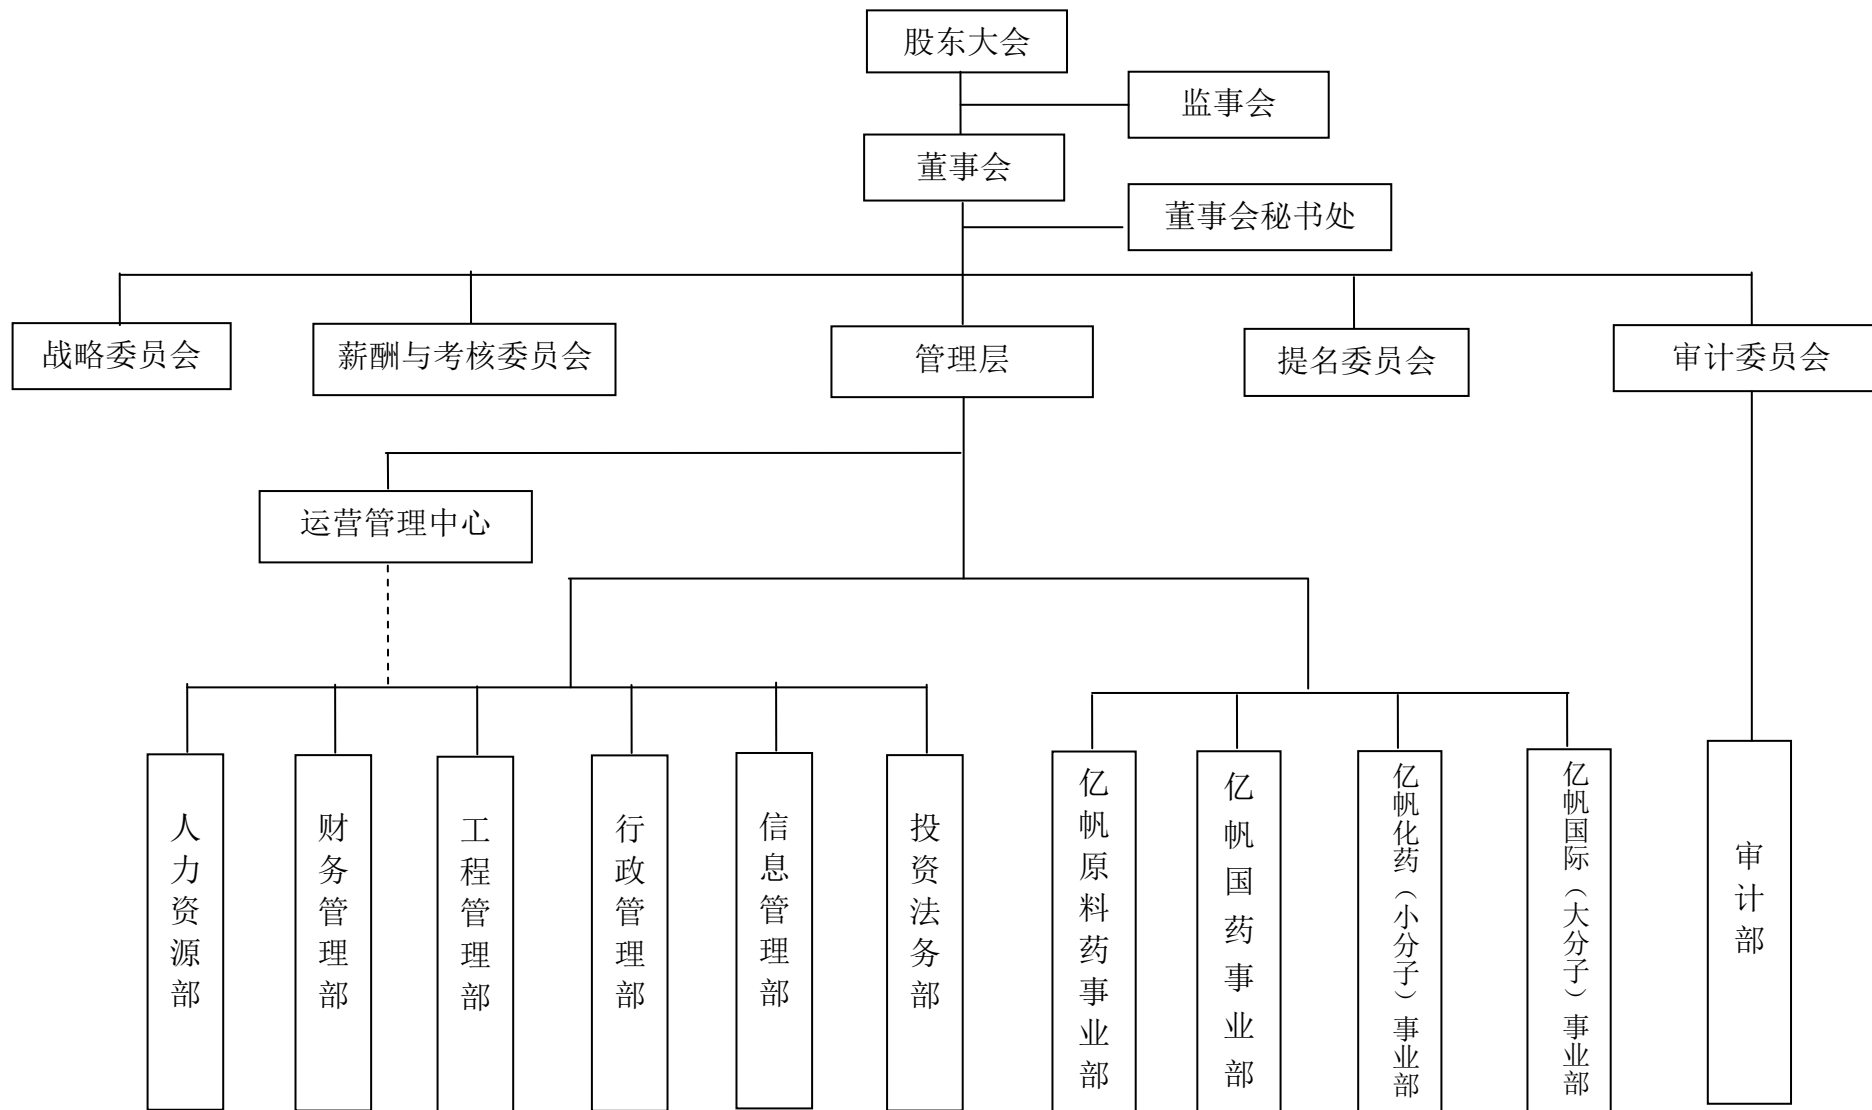 股东大会
监事会
董事会
董事会秘书处
战略委员会
薪酬与考核委员会
管理层
提名委员会
审计委员会
运营管理中心
人力资源部
财务管理部
工程管理部
行政管理部
信息管理部
投资法务部
亿帆原料药事业部
亿帆国药事业部
亿帆化药（小分子）事业部
亿帆国际（大分子）事业部
审计部